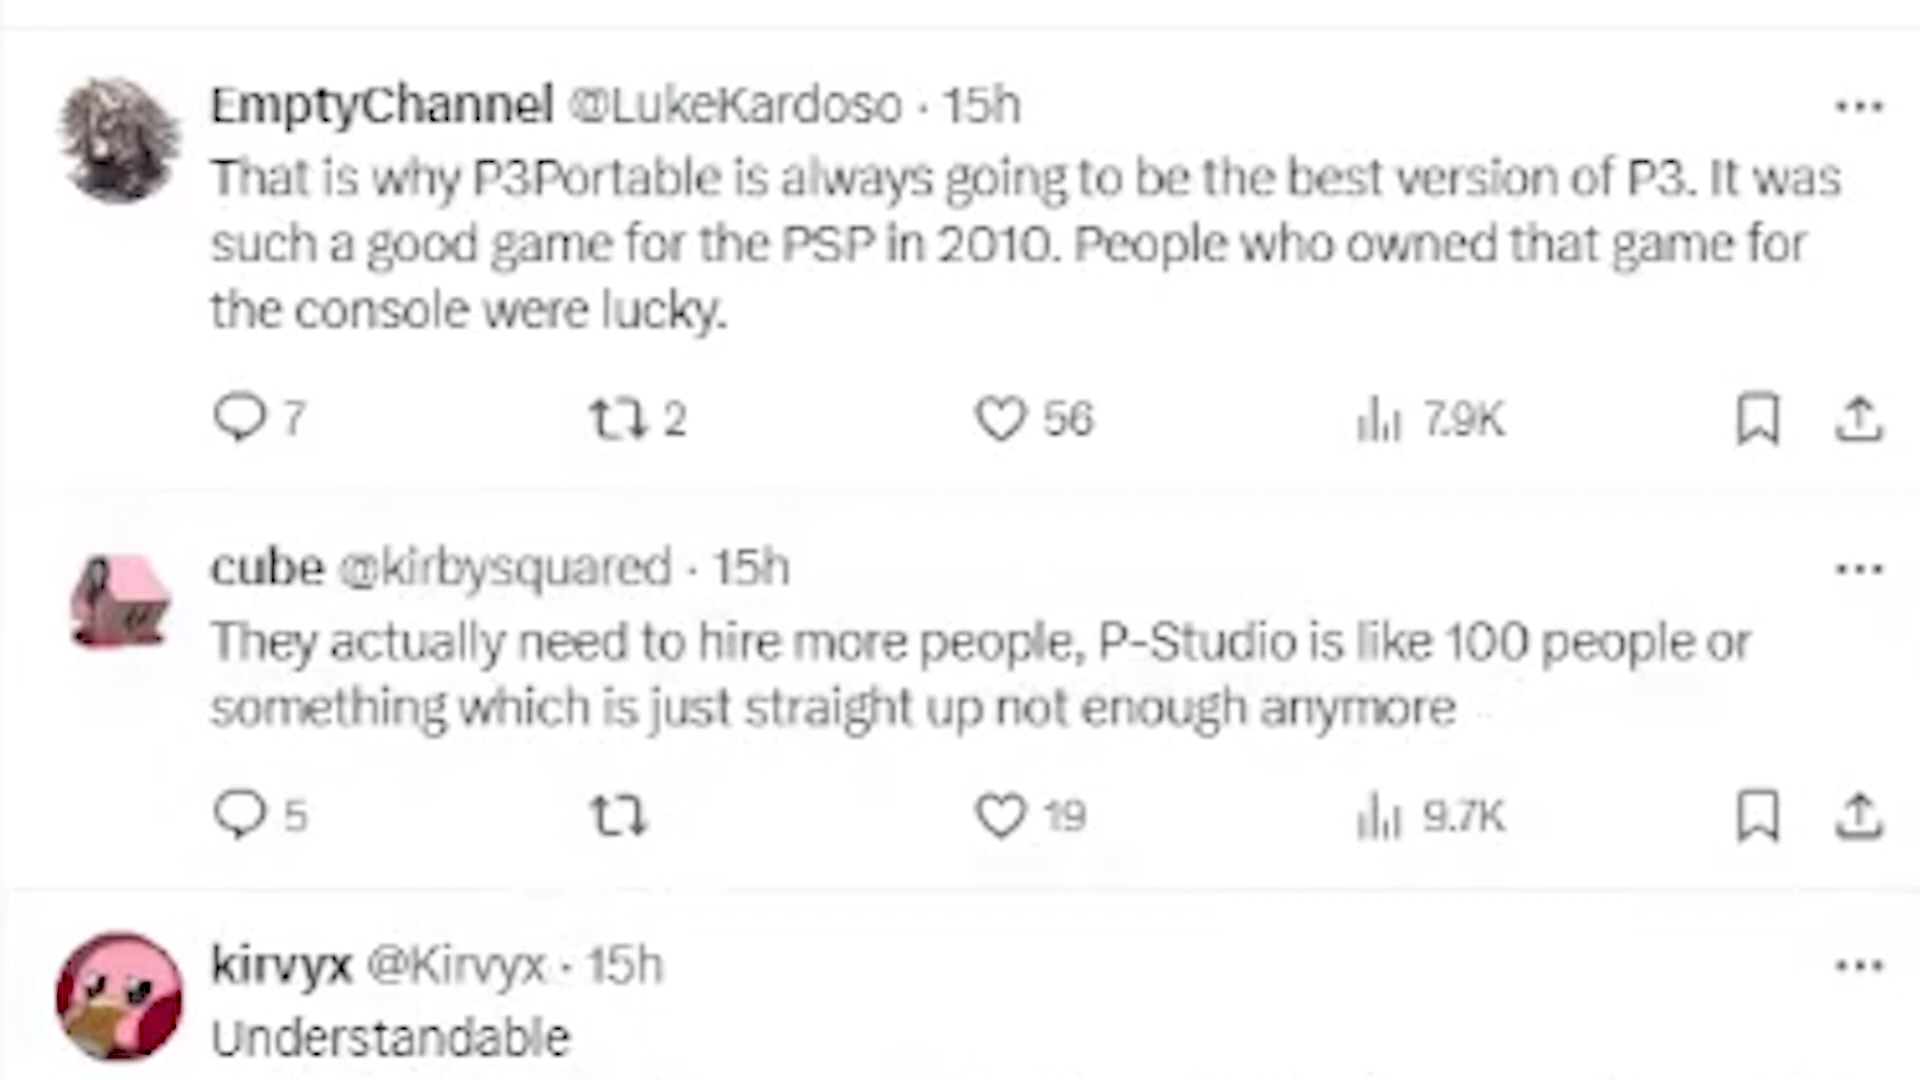 EmptyChannel @LukeKardoso · 15h
That is why P3Portable is always going to be the best version of P3. It was
such a good game for the PSP in 2010. People who owned that game for
the console were lucky.
7 2 56 7.9K
cube @kirbysquared · 15h
They actually need to hire more people, P-Studio is like 100 people or
something which is just straight up not enough anymore
5 19 9.7K
kirvyx @Kirvyx · 15h
Understandable